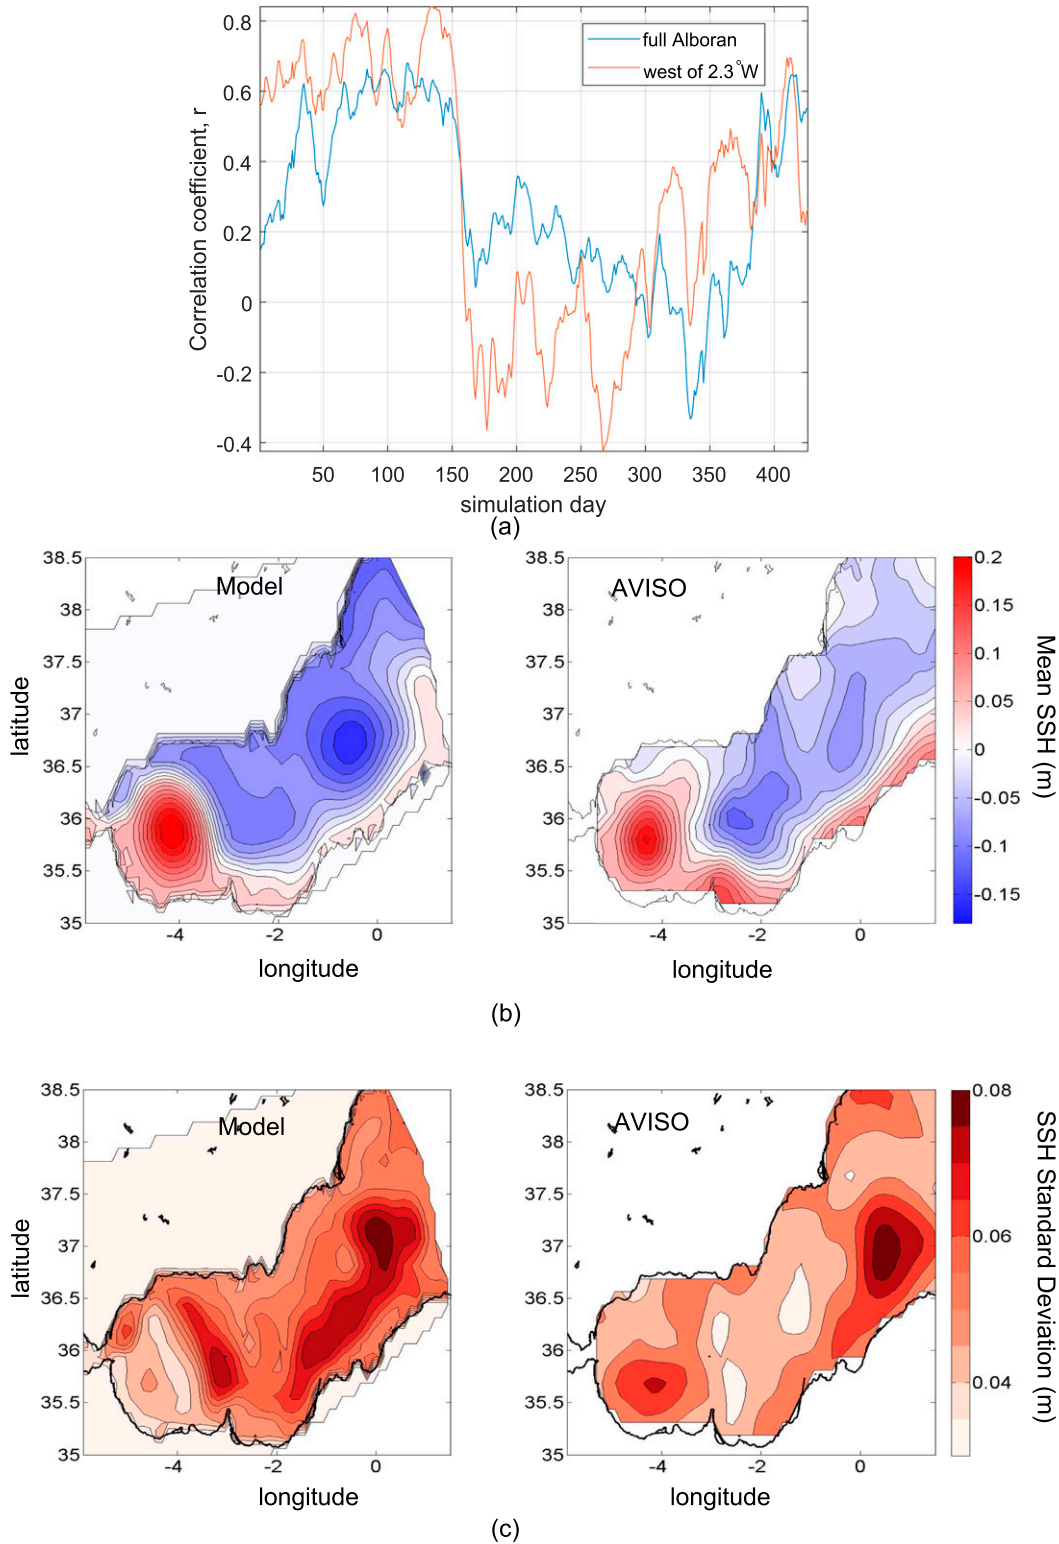 0.8
0.6
0.4
0.2
0
-0.2
-0.4
Correlation coefficient, r
full Alboran
west of 2.3°W
50 100 150 200 250 300 350 400
simulation day
(a)
38.5
38
37.5
37
36.5
36
35.5
35
latitude
Model
-4 -2 0
longitude
38.5
38
37.5
37
36.5
36
35.5
35
AVISO
-4 -2 0
longitude
0.2
0.15
0.1
0.05
0
-0.05
-0.1
-0.15
Mean SSH (m)
(b)
38.5
38
37.5
37
36.5
36
35.5
35
latitude
Model
-4 -2 0
longitude
38.5
38
37.5
37
36.5
36
35.5
35
AVISO
-4 -2 0
longitude
0.08
0.06
0.04
SSH Standard Deviation (m)
(c)